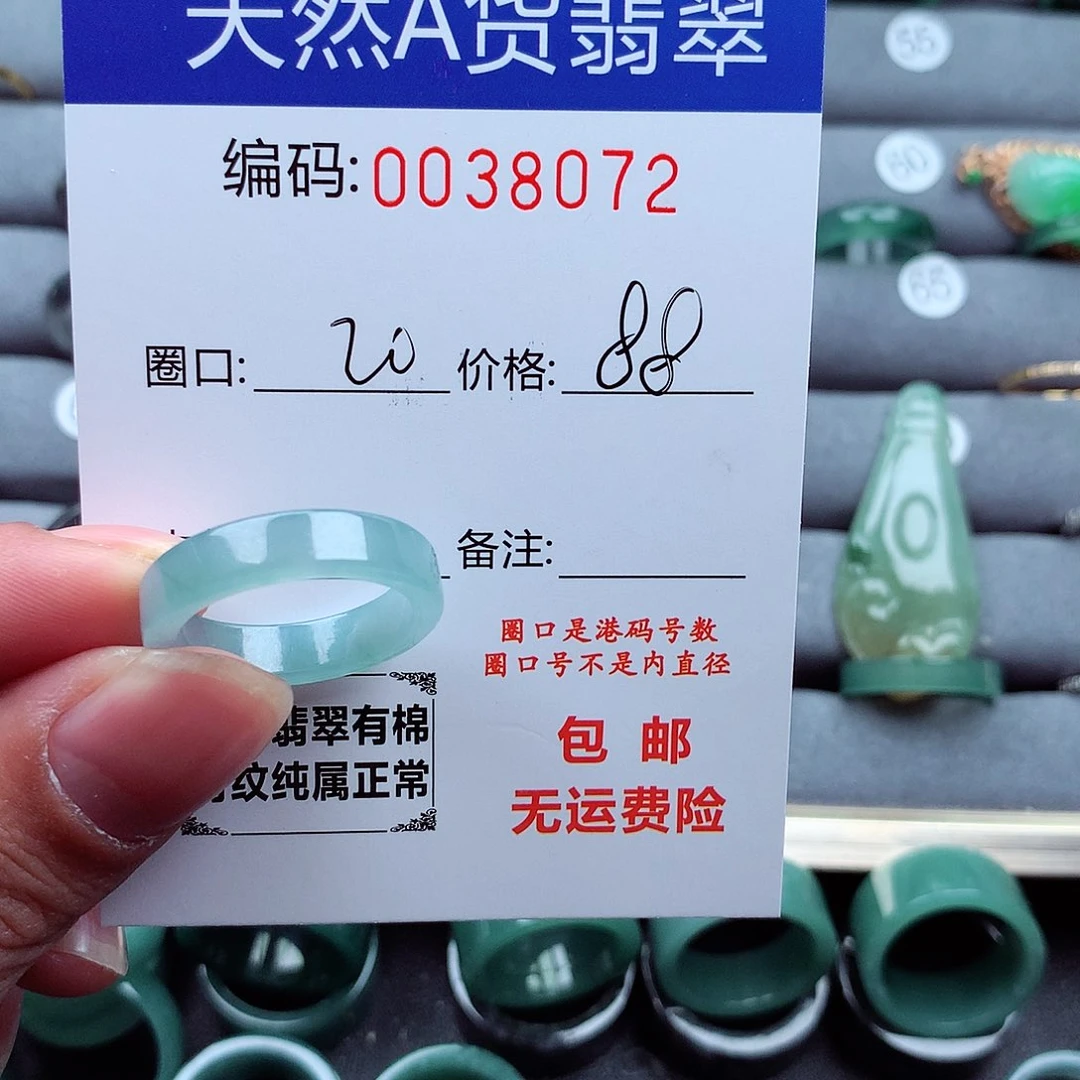 天然A货翡翠
编码:0038072
圈口: 20 价格: 88
备注:
圈口是港码号数
圈口号不是内直径
翡翠有棉
纹纯属正常
包 邮
无运费险
55
60
65